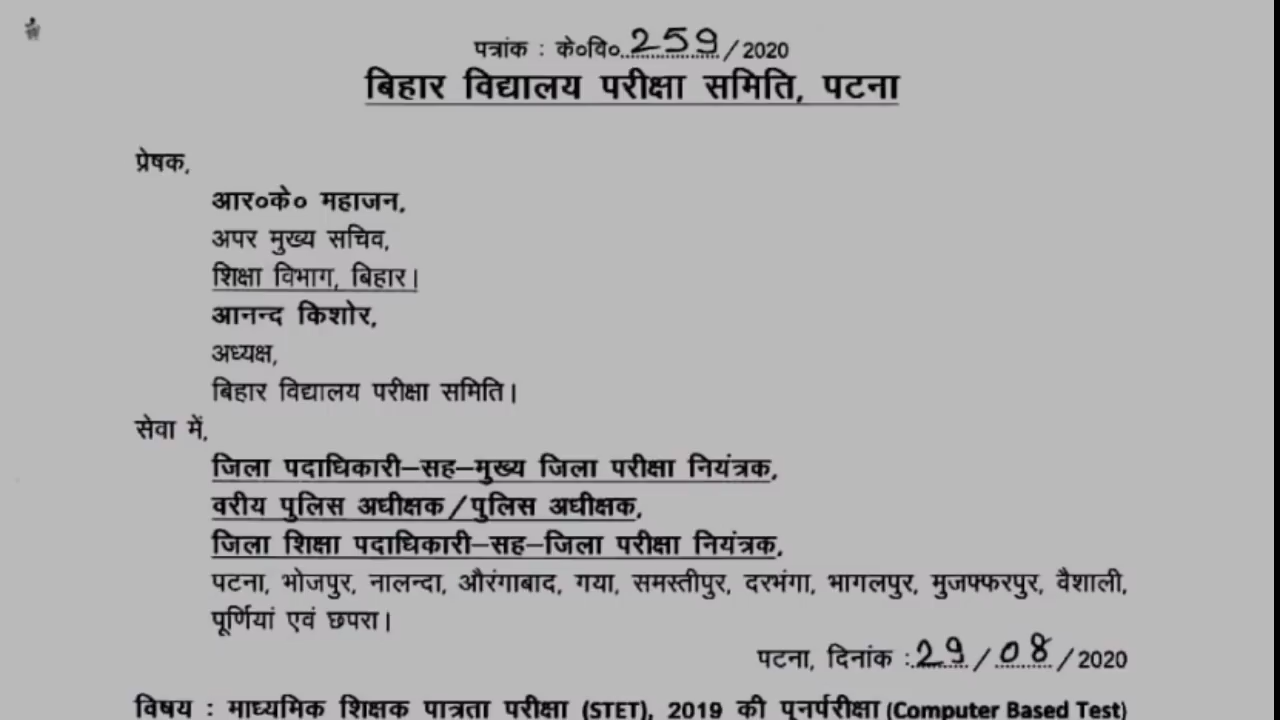 पत्रांक : के०वि०..259../2020
बिहार विद्यालय परीक्षा समिति, पटना
प्रेषक,
आर०के० महाजन,
अपर मुख्य सचिव,
शिक्षा विभाग, बिहार।
आनन्द किशोर,
अध्यक्ष,
बिहार विद्यालय परीक्षा समिति।
सेवा में,
जिला पदाधिकारी–सह–मुख्य जिला परीक्षा नियंत्रक,
वरीय पुलिस अधीक्षक/पुलिस अधीक्षक,
जिला शिक्षा पदाधिकारी–सह–जिला परीक्षा नियंत्रक,
पटना, भोजपुर, नालन्दा, औरंगाबाद, गया, समस्तीपुर, दरभंगा, भागलपुर, मुजफ्फरपुर, वैशाली,
पूर्णियां एवं छपरा।
पटना, दिनांक :.29./.08./2020
विषय : माध्यमिक शिक्षक पात्रता परीक्षा (STET), 2019 की पुनर्परीक्षा (Computer Based Test)